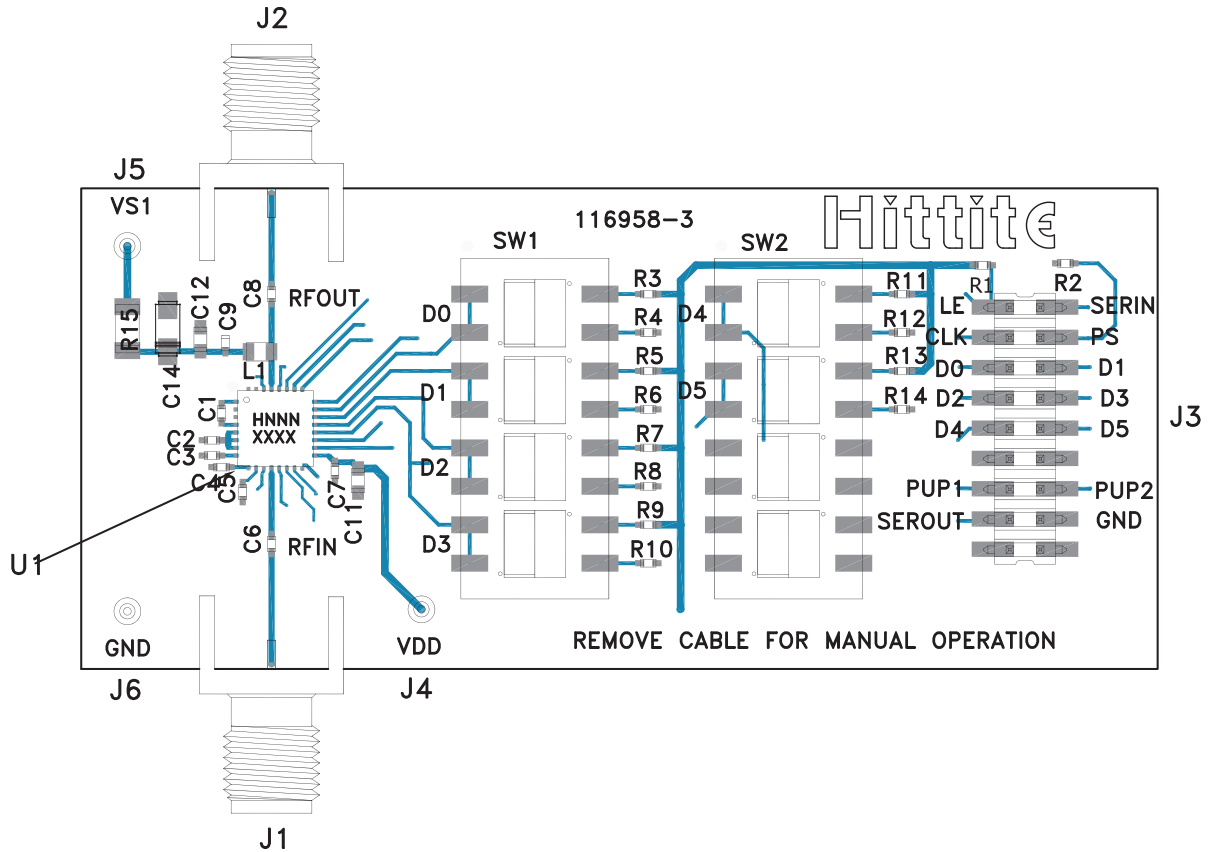 J2
J5
VS1
116958-3
Hittite
SW1
SW2
R15
C14
C12
C9
C8
RFOUT
L1
D0
R3
D4
R11
R1
R2
LE
SERIN
R4
R12
CLK
PS
R5
R13
D0
D1
D1
R6
D5
R14
D2
D3
C1
HNNN
XXXX
R7
D4
D5
J3
C2
C3
C4
C5
C7
C11
D2
R8
PUP1
PUP2
R9
SEROUT
GND
C6
RFIN
D3
R10
U1
GND
VDD
REMOVE CABLE FOR MANUAL OPERATION
J6
J4
J1